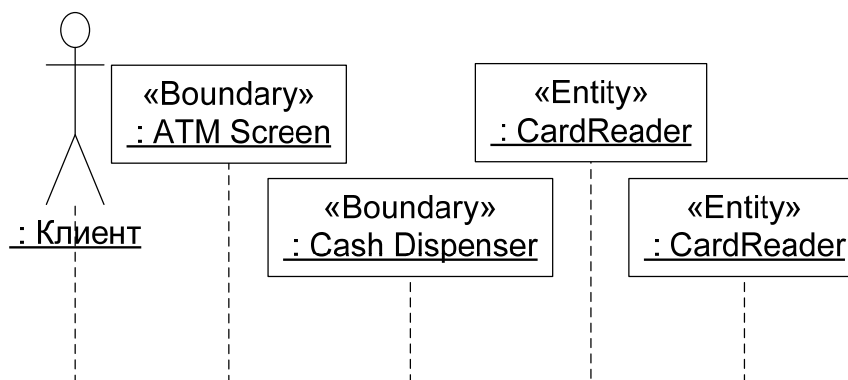 «Boundary»
: ATM Screen
«Entity»
: CardReader
«Boundary»
: Cash Dispenser
«Entity»
: CardReader
: Клиент